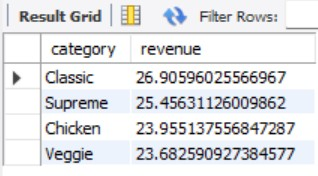 Result Grid Filter Rows:
category revenue
Classic 26.90596025566967
Supreme 25.45631126009862
Chicken 23.955137556847287
Veggie 23.682590927384577